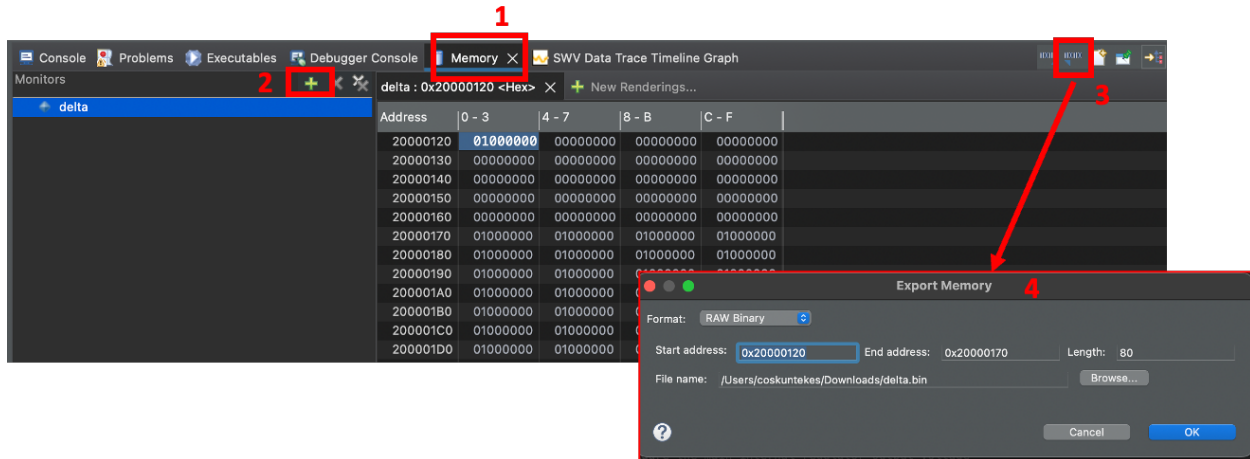 1
Console Problems Executables Debugger Console Memory SWV Data Trace Timeline Graph
Monitors 2 delta : 0x20000120 <Hex> New Renderings...
3
delta
Address 0 - 3 4 - 7 8 - B C - F
20000120 01000000 00000000 00000000 00000000
20000130 00000000 00000000 00000000 00000000
20000140 00000000 00000000 00000000 00000000
20000150 00000000 00000000 00000000 00000000
20000160 00000000 00000000 00000000 00000000
20000170 01000000 01000000 01000000 01000000
20000180 01000000 01000000 01000000 01000000
20000190 01000000 01000000
200001A0 01000000 01000000
200001B0 01000000 01000000
200001C0 01000000 01000000
200001D0 01000000 01000000
Export Memory 4
Format: RAW Binary
Start address: 0x20000120 End address: 0x20000170 Length: 80
File name: /Users/coskuntekes/Downloads/delta.bin Browse...
? Cancel OK